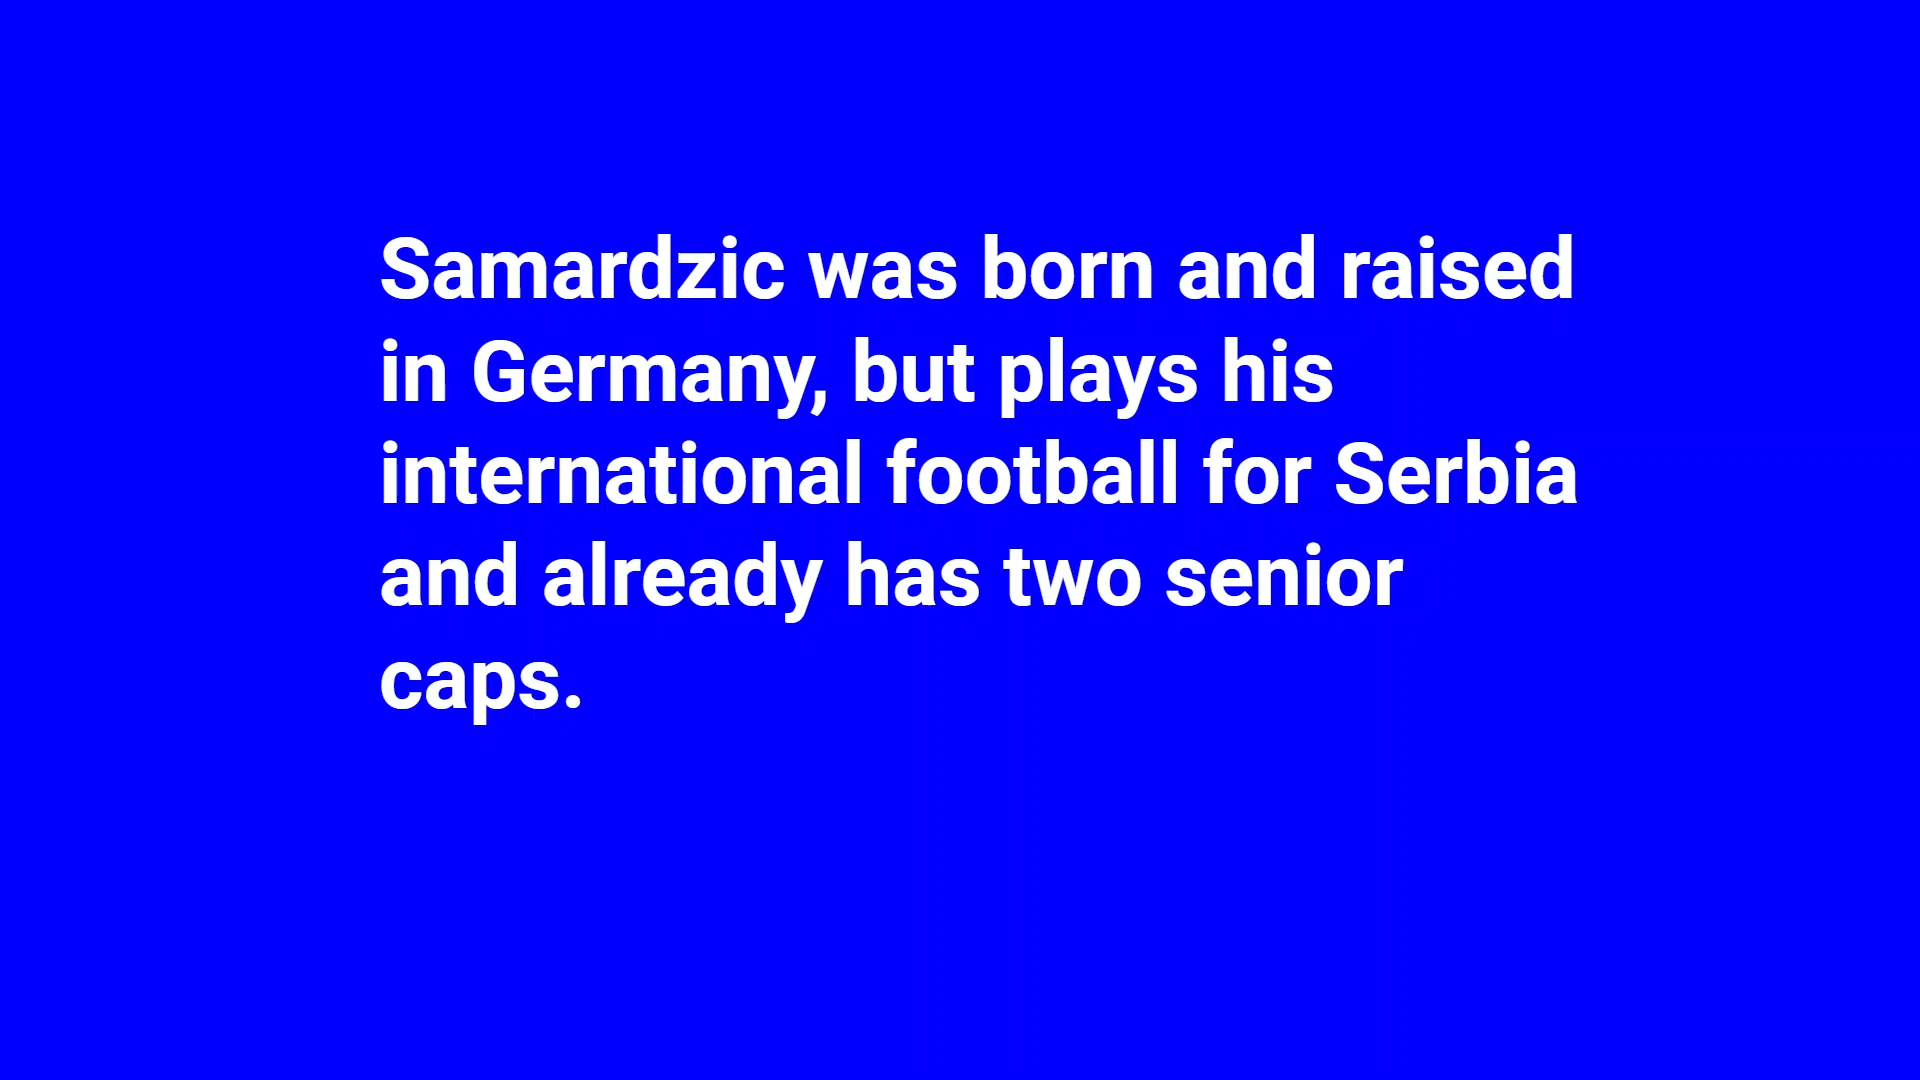 Samardzic was born and raised
in Germany, but plays his
international football for Serbia
and already has two senior
caps.